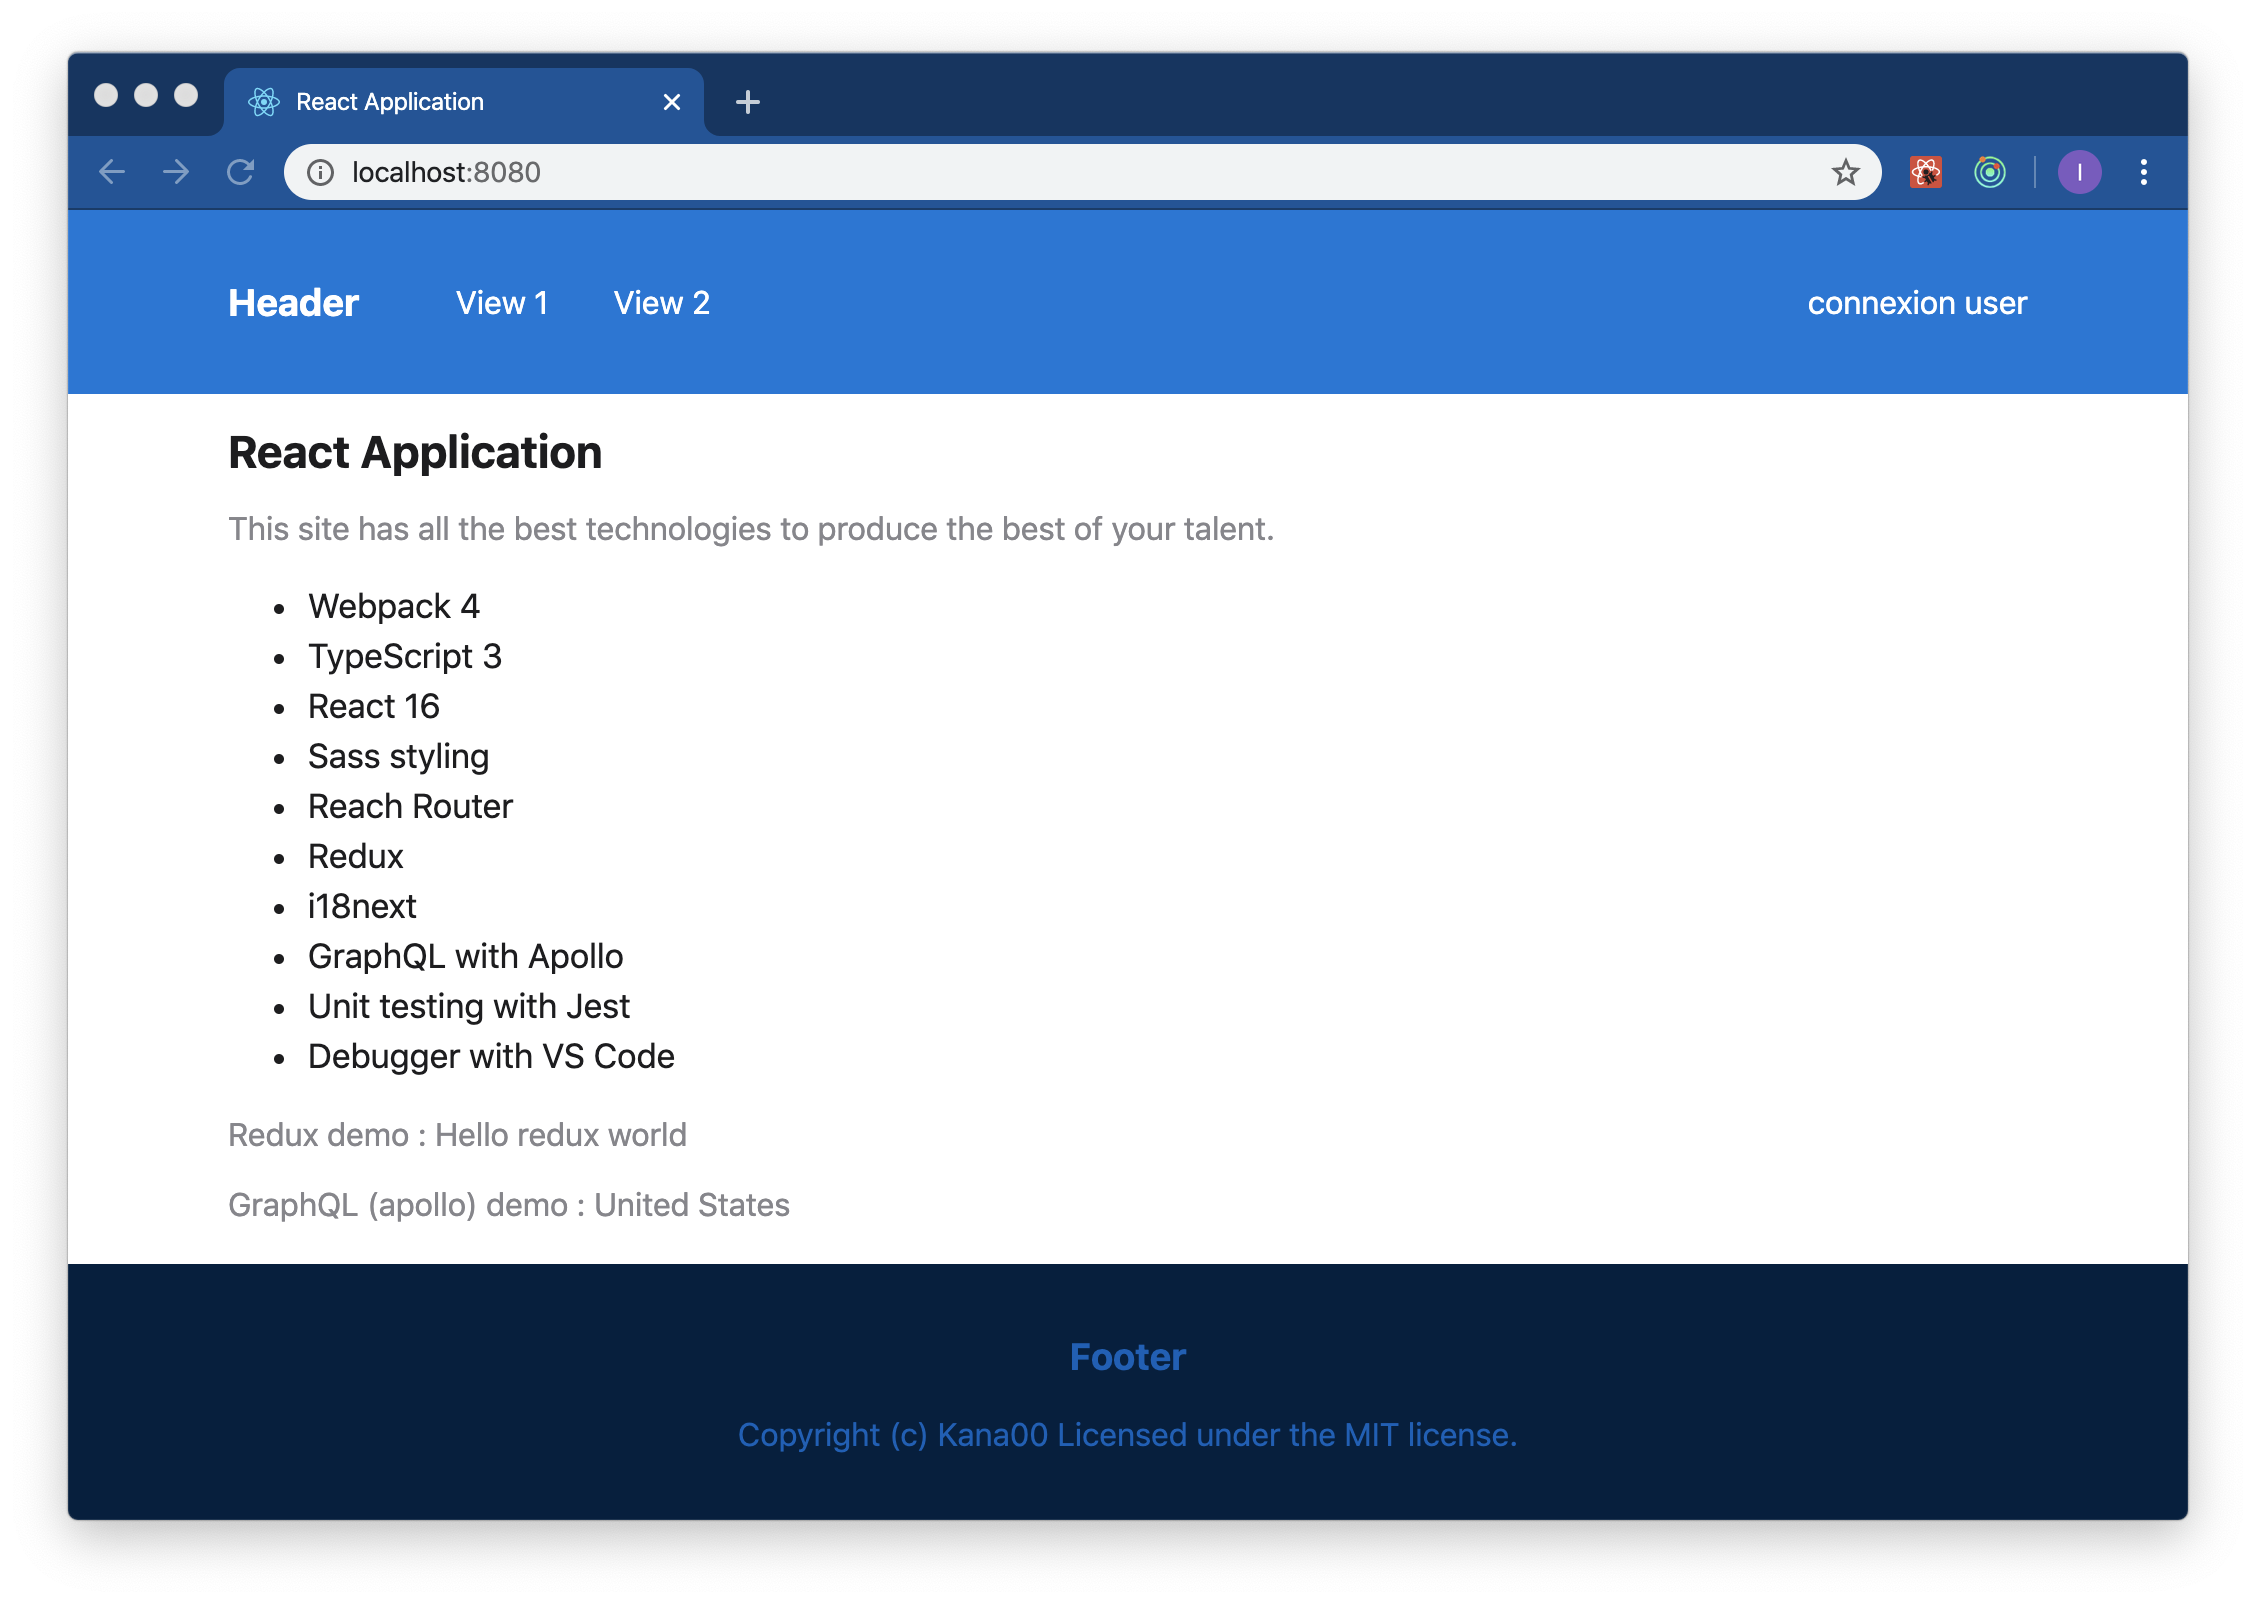 React Application
localhost:8080
I
Header View 1 View 2 connexion user
React Application
This site has all the best technologies to produce the best of your talent.
Webpack 4
TypeScript 3
React 16
Sass styling
Reach Router
Redux
i18next
GraphQL with Apollo
Unit testing with Jest
Debugger with VS Code
Redux demo : Hello redux world
GraphQL (apollo) demo : United States
Footer
Copyright (c) Kana00 Licensed under the MIT license.